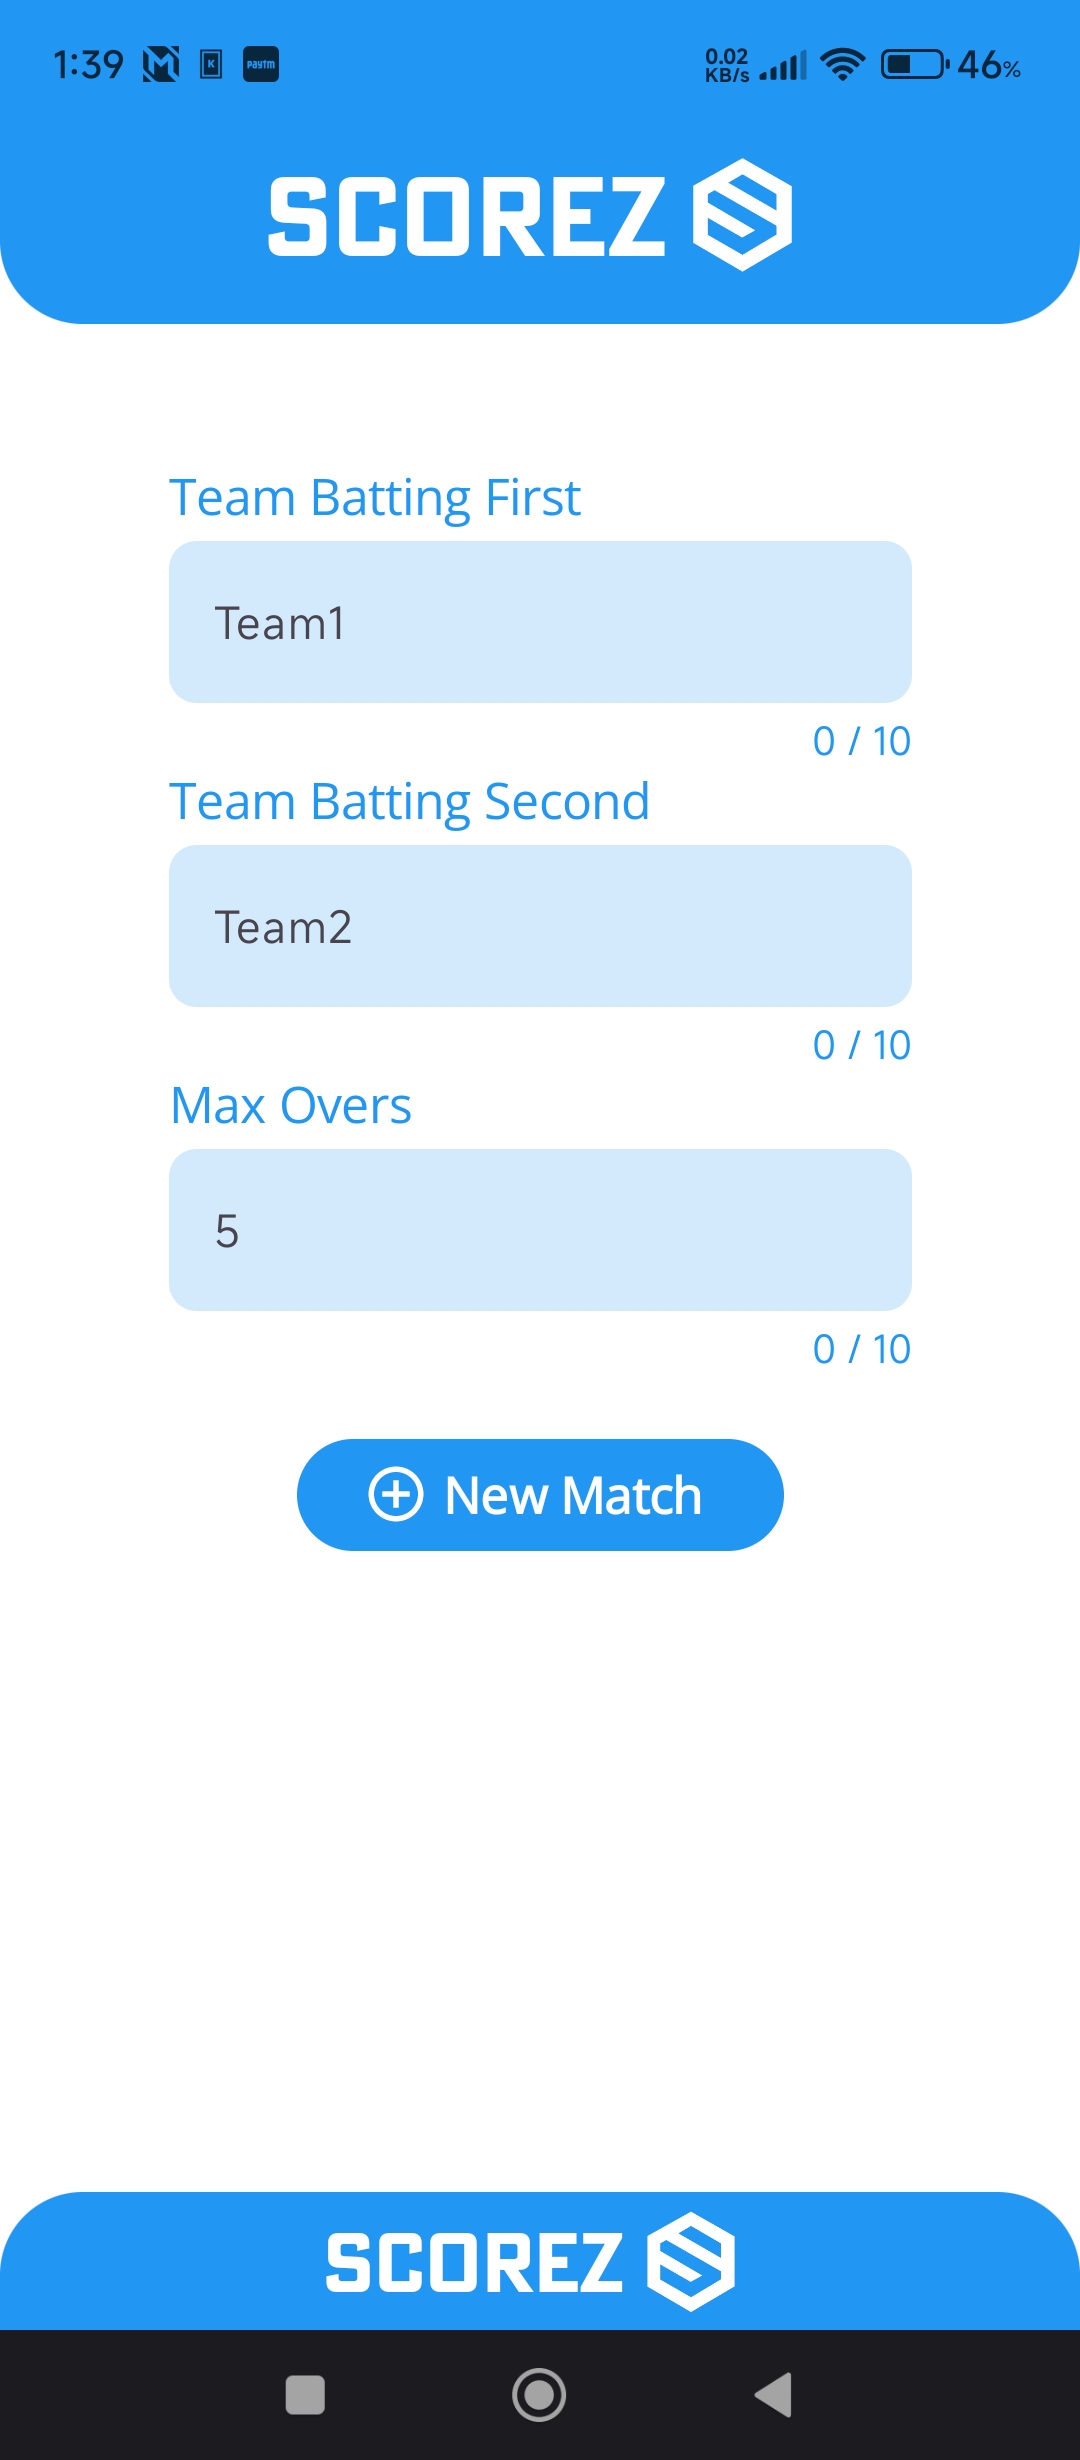 1:39 K paytm 0.02 KB/s 46%
SCOREZ
Team Batting First
Team1
0 / 10
Team Batting Second
Team2
0 / 10
Max Overs
5
0 / 10
New Match
SCOREZ